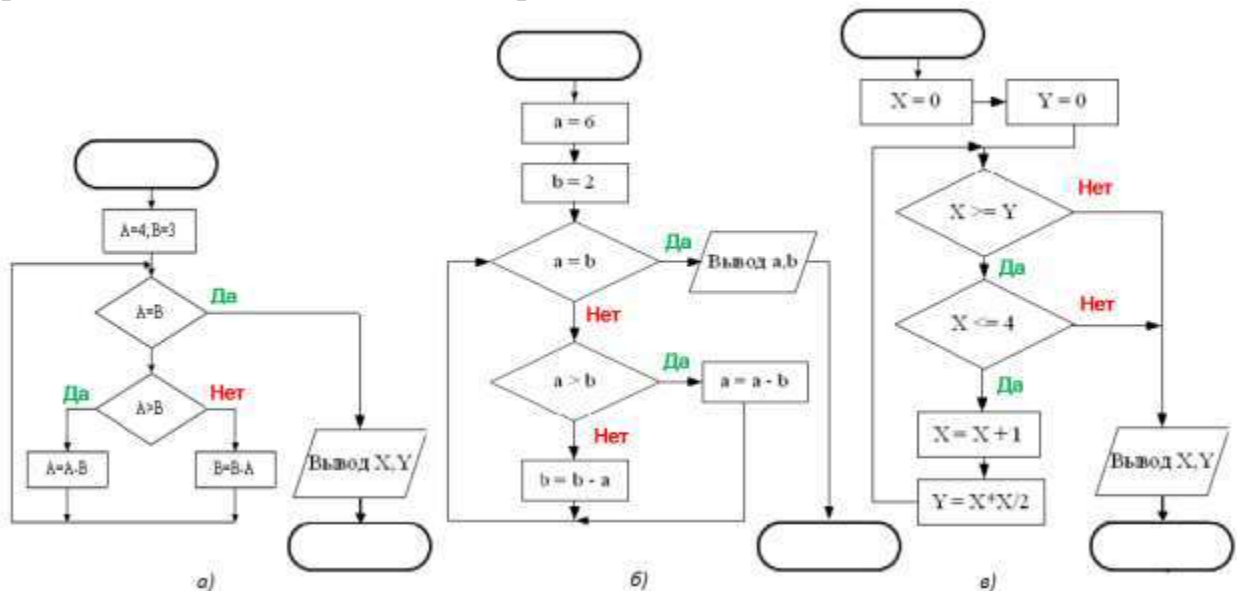 A=4;B=3
A=B
Да
A>B
Да
Нет
A=A-B
B=B-A
Вывод X,Y
а)
a = 6
b = 2
a = b
Да
Вывод a,b
Нет
a > b
Да
a = a - b
Нет
b = b - a
б)
X = 0
Y = 0
X >= Y
Нет
Да
X <= 4
Нет
Да
X = X + 1
Y = X*X/2
Вывод X,Y
в)